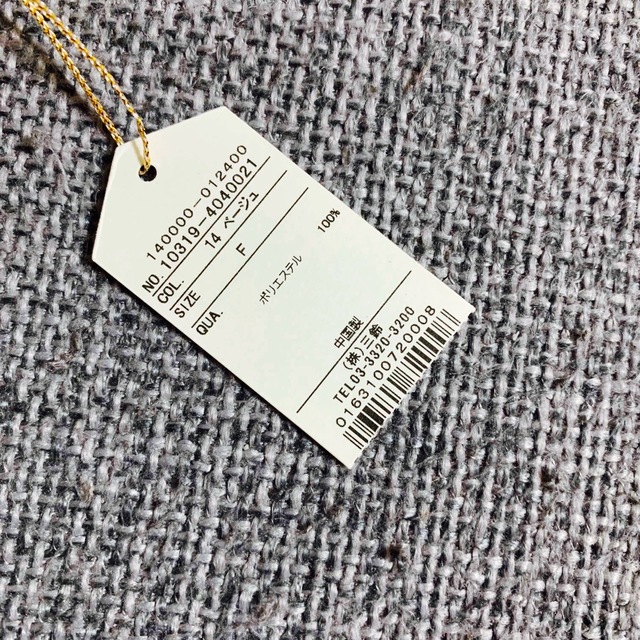 140000-012400
NO. 10319-4040021
COL. 14 ベージュ
SIZE F
QUA.
ポリエステル 100%
中国製
(株)三鈴
TEL03-3320-3200
0163100720008